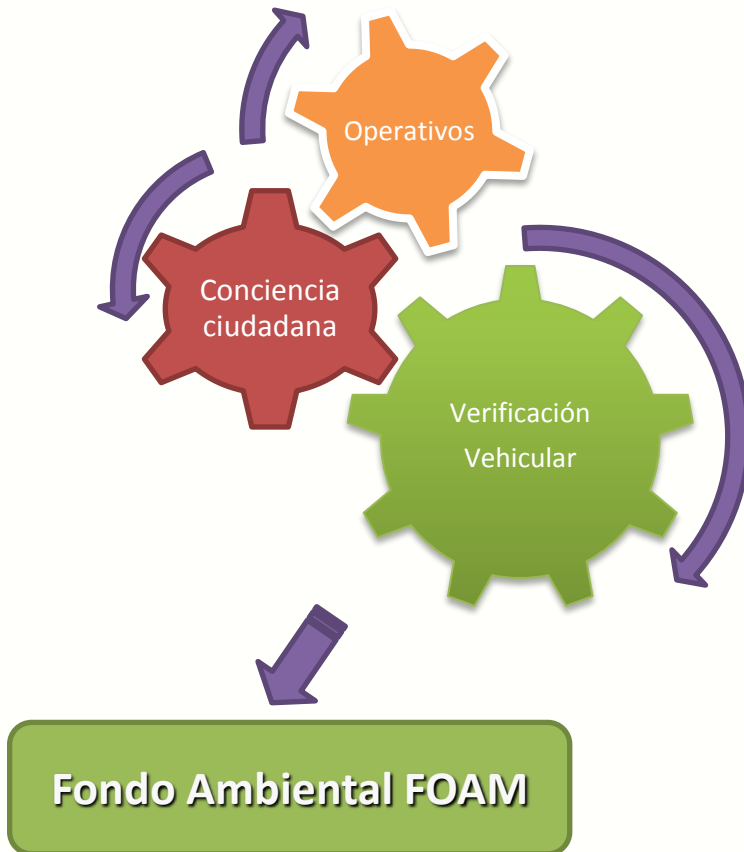 Operativos
Conciencia
ciudadana
Verificación
Vehicular
Fondo Ambiental FOAM